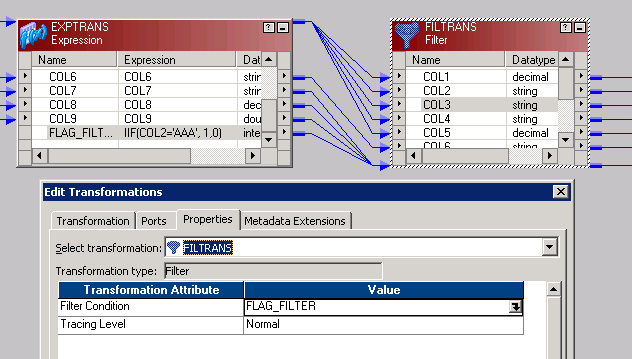 EXPTRANS
Expression
Name Expression Dat
COL6 COL6 strin
COL7 COL7 strin
COL8 COL8 dec
COL9 COL9 dou
FLAG_FILT... IIF(COL2='AAA', 1,0) inte
FILTRANS
Filter
Name Datatype
COL1 decimal
COL2 string
COL3 string
COL4 string
COL5 decimal
COL6 string
Edit Transformations
Transformation Ports Properties Metadata Extensions
Select transformation: FILTRANS
Transformation type: Filter
Transformation Attribute Value
Filter Condition FLAG_FILTER
Tracing Level Normal